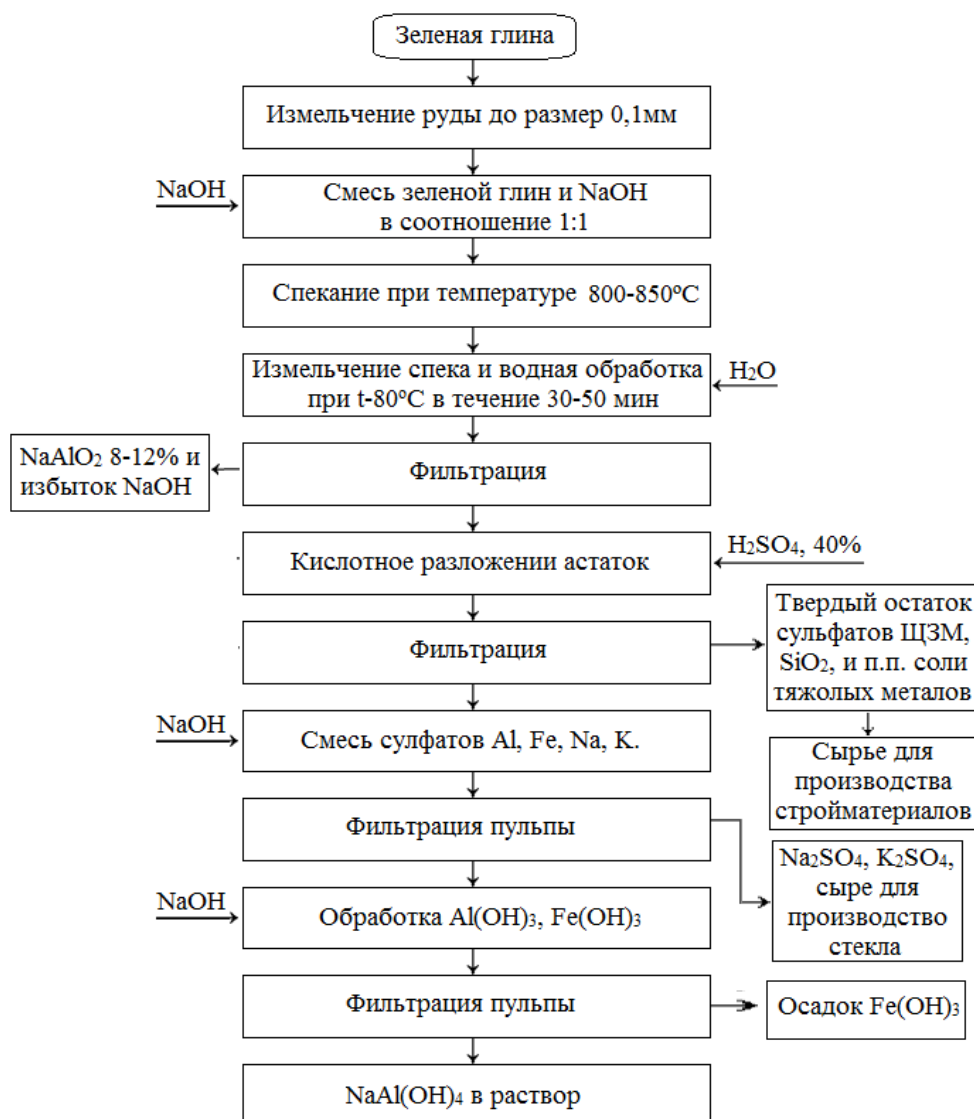 Зеленая глина
Измельчение руды до размер 0,1мм
NaOH
Смесь зеленой глин и NaOH
в соотношение 1:1
Спекание при температуре 800-850ºС
Измельчение спека и водная обработка
при t-80ºС в течение 30-50 мин
H₂O
NaAlO₂ 8-12% и
избыток NaOH
Фильтрация
Кислотное разложении астаток
H₂SO₄, 40%
Фильтрация
Твердый остаток
сульфатов ЩЗМ,
SiO₂, и п.п. соли
тяжолых металов
NaOH
Смесь сулфатов Al, Fe, Na, K.
Сырье для
производства
стройматериалов
Фильтрация пульпы
Na₂SO₄, K₂SO₄,
сыре для
производство
стекла
NaOH
Обработка Al(OH)₃, Fe(OH)₃
Фильтрация пульпы
Осадок Fe(OH)₃
NaAl(OH)₄ в раствор